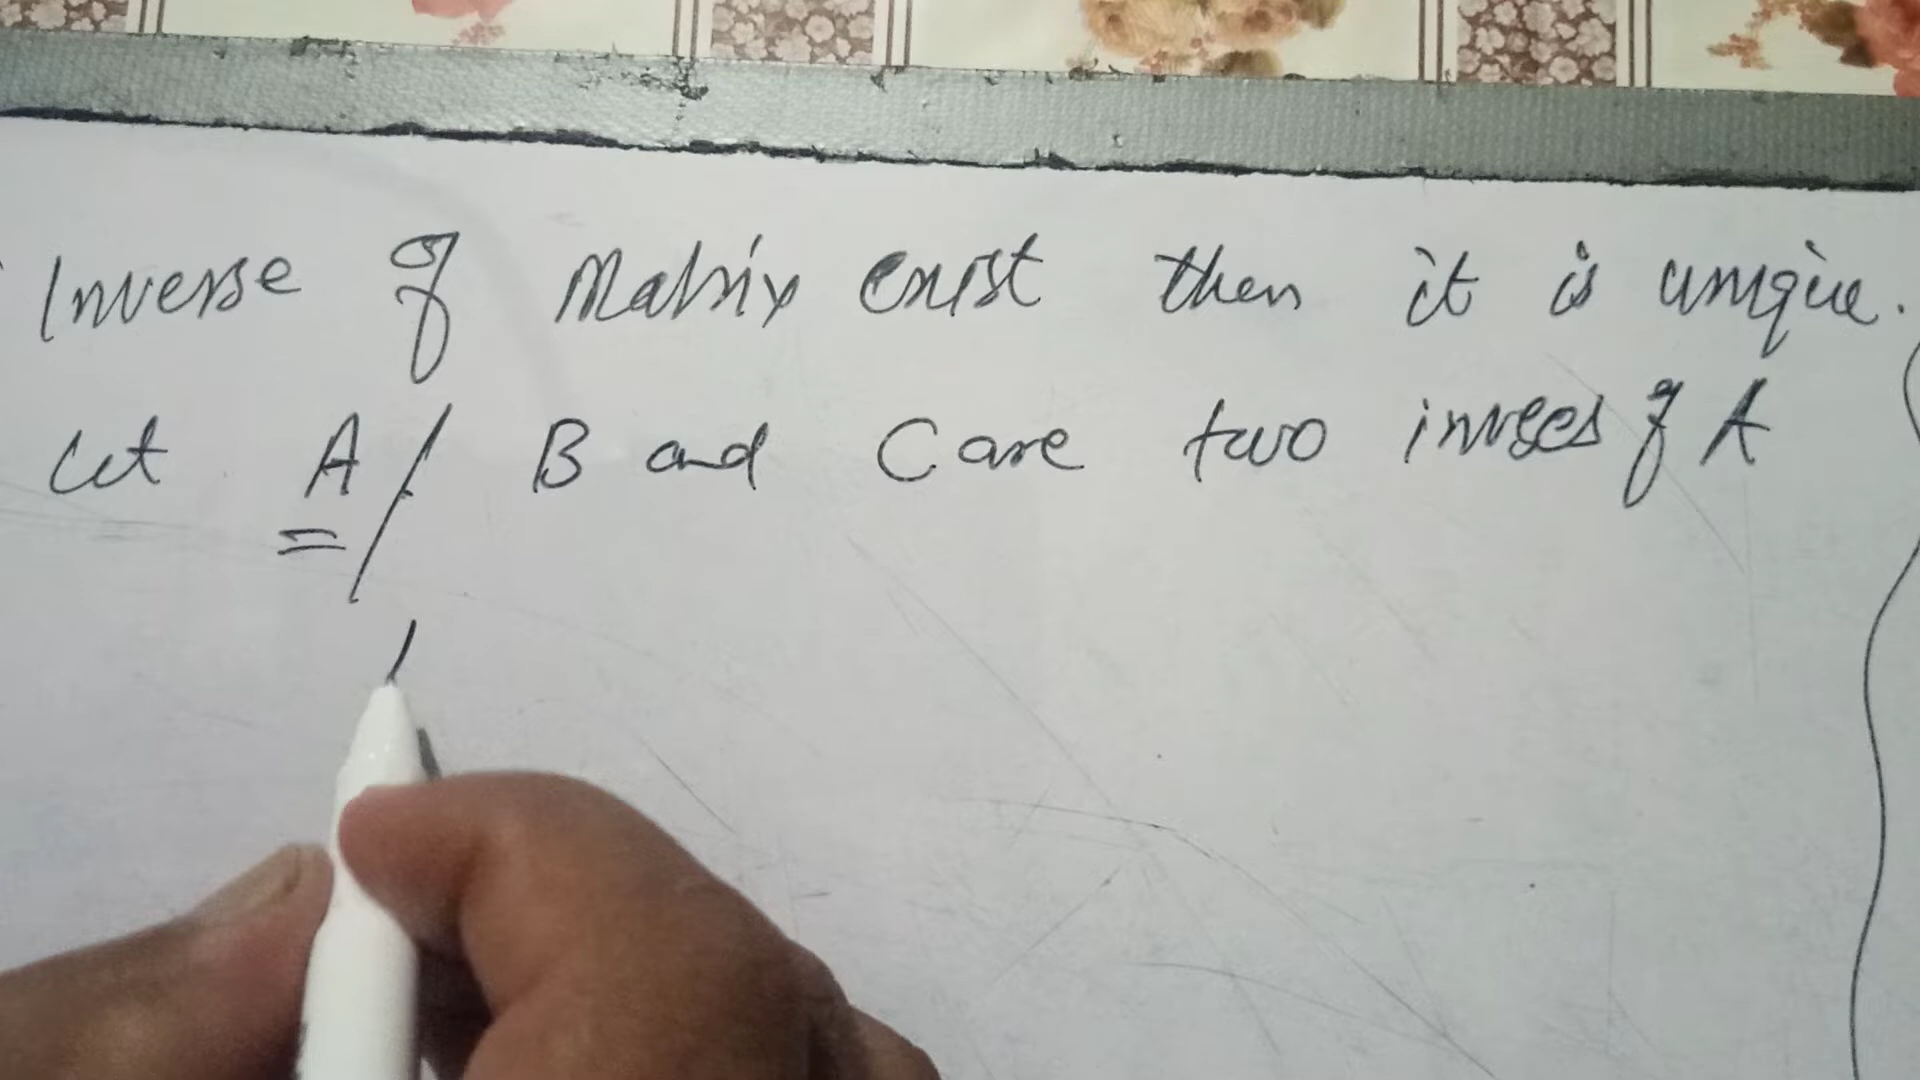 Inverse of Matrix exist then it is unique.
Let A / B and C are two inverses of A